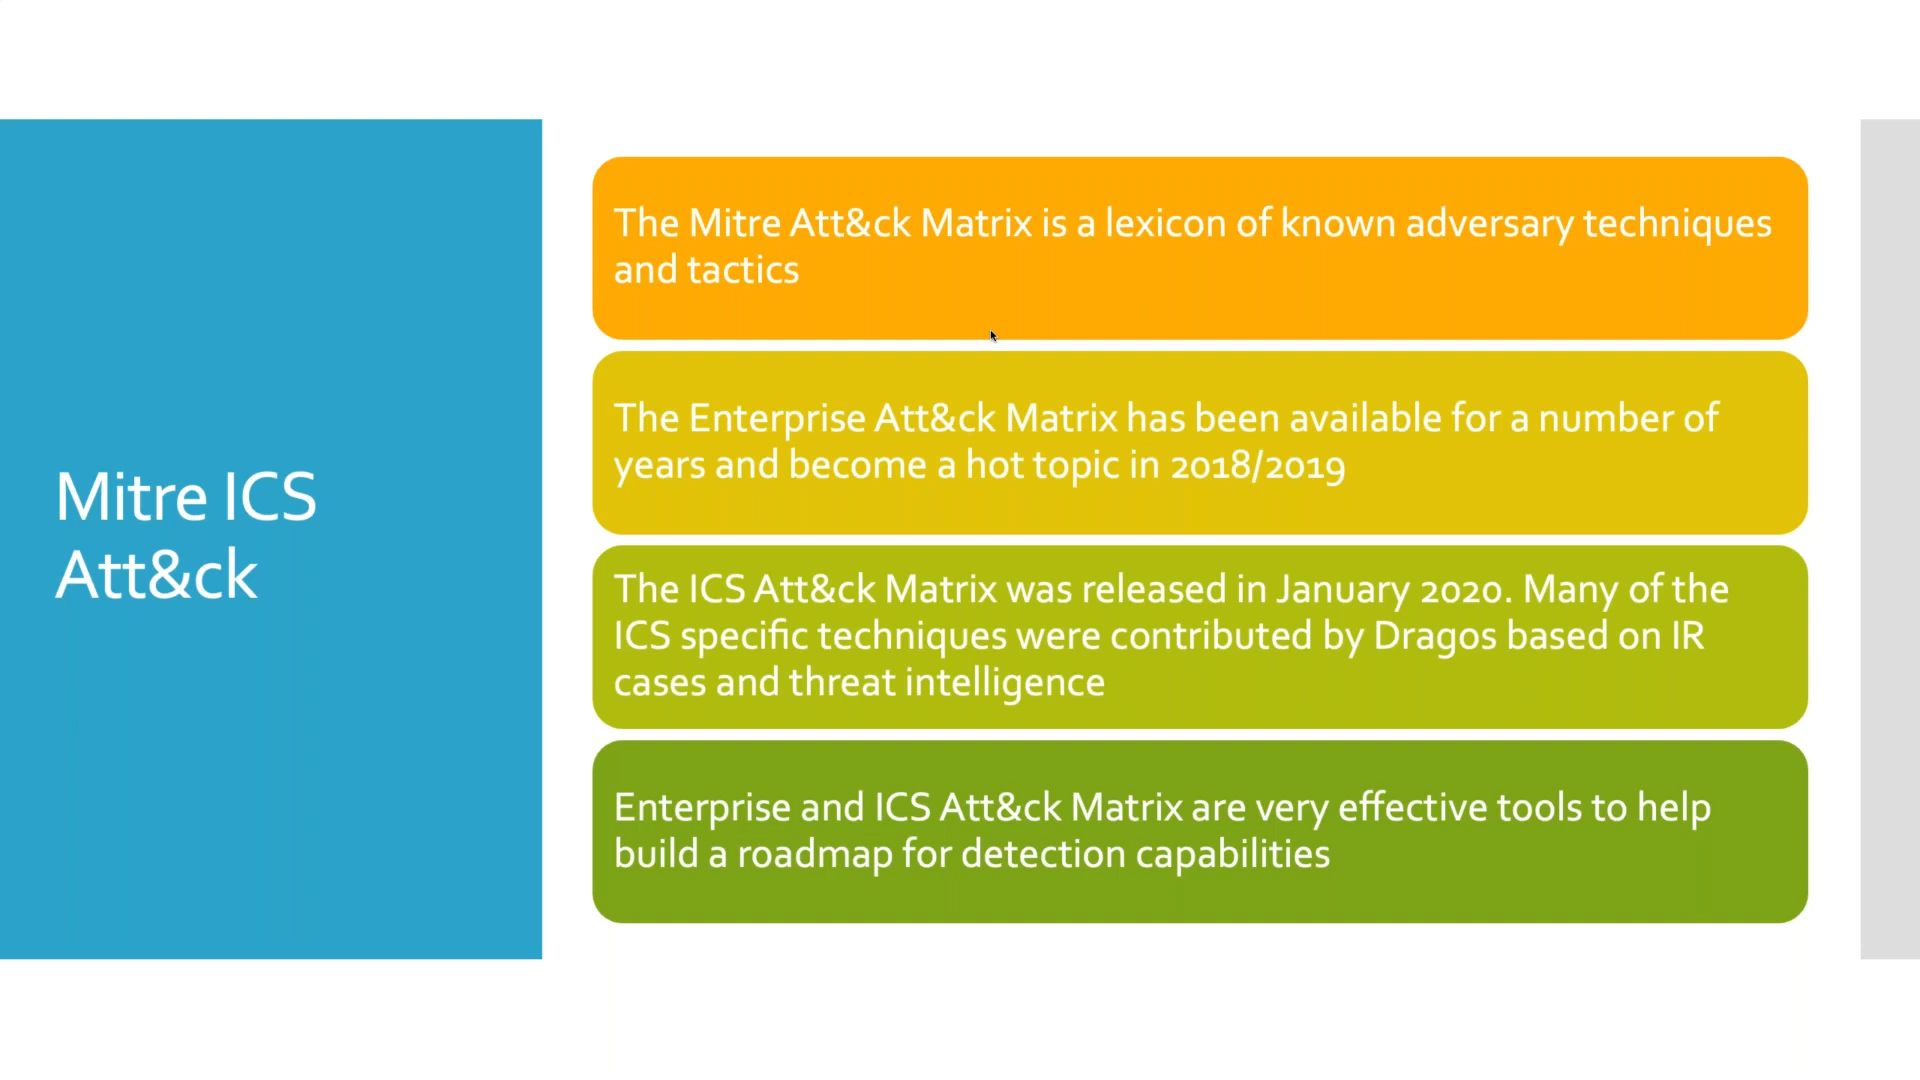 Mitre ICS
Att&ck
The Mitre Att&ck Matrix is a lexicon of known adversary techniques
and tactics
The Enterprise Att&ck Matrix has been available for a number of
years and become a hot topic in 2018/2019
The ICS Att&ck Matrix was released in January 2020. Many of the
ICS specific techniques were contributed by Dragos based on IR
cases and threat intelligence
Enterprise and ICS Att&ck Matrix are very effective tools to help
build a roadmap for detection capabilities